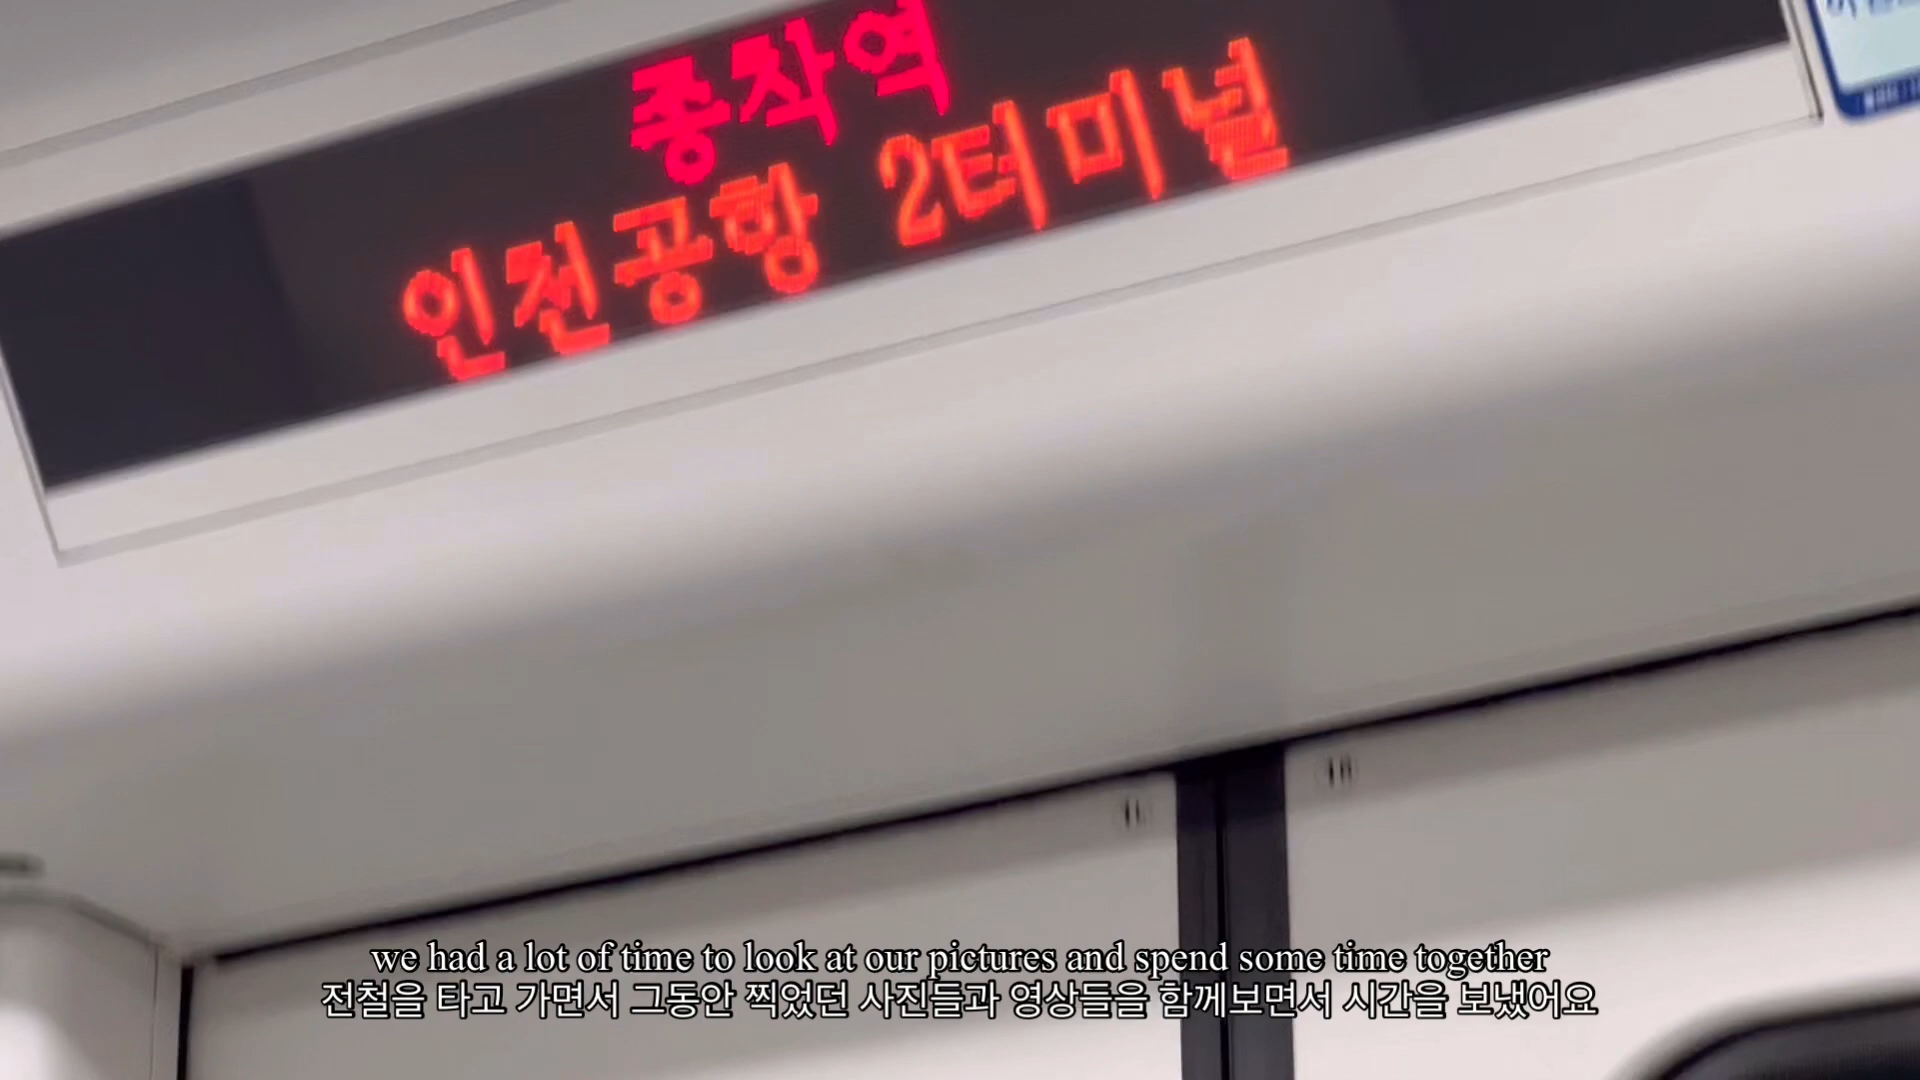 종착역
인천공항 2터미널
we had a lot of time to look at our pictures and spend some time together
전철을 타고 가면서 그동안 찍었던 사진들과 영상들을 함께보면서 시간을 보냈어요